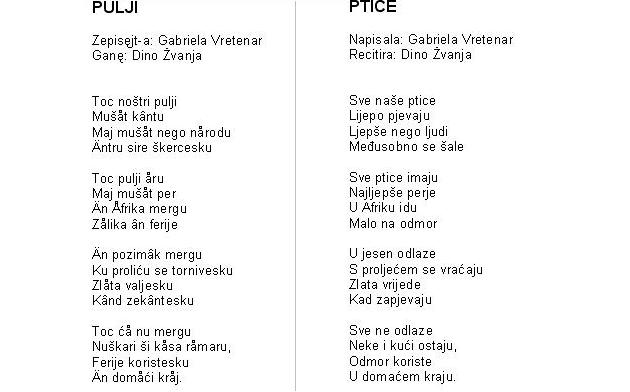 PULJI
Zepisęjt-a: Gabriela Vretenar
Ganę: Dino Žvanja
Toc noštri pulji
Mušåt kântu
Maj mušåt nego nårodu
Äntru sire škercesku
Toc pulji åru
Maj mušåt per
Än Åfrika mergu
Zålika ân ferije
Än pozimâk mergu
Ku proliću se tornivesku
Zlåta valjesku
Kând zekântesku
Toc ćå nu mergu
Nuškari ši kåsa råmaru,
Ferije koristesku
Än domåći kråj.
PTICE
Napisala: Gabriela Vretenar
Recitira: Dino Žvanja
Sve naše ptice
Lijepo pjevaju
Ljepše nego ljudi
Međusobno se šale
Sve ptice imaju
Najljepše perje
U Afriku idu
Malo na odmor
U jesen odlaze
S proljećem se vraćaju
Zlata vrijede
Kad zapjevaju
Sve ne odlaze
Neke i kući ostaju,
Odmor koriste
U domaćem kraju.